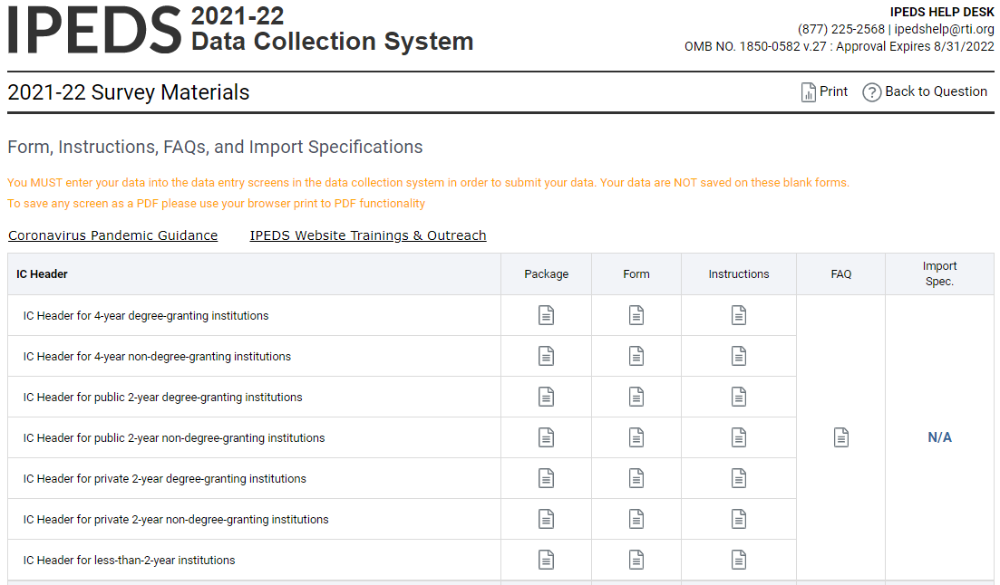 IPEDS 2021-22
Data Collection System
IPEDS HELP DESK
(877) 225-2568 | ipedshelp@rti.org
OMB NO. 1850-0582 v.27 : Approval Expires 8/31/2022
2021-22 Survey Materials
Print
? Back to Question
Form, Instructions, FAQs, and Import Specifications
You MUST enter your data into the data entry screens in the data collection system in order to submit your data. Your data are NOT saved on these blank forms.
To save any screen as a PDF please use your browser print to PDF functionality
Coronavirus Pandemic Guidance
IPEDS Website Trainings & Outreach
IC Header
Package
Form
Instructions
FAQ
Import
Spec.
IC Header for 4-year degree-granting institutions
IC Header for 4-year non-degree-granting institutions
IC Header for public 2-year degree-granting institutions
IC Header for public 2-year non-degree-granting institutions
N/A
IC Header for private 2-year degree-granting institutions
IC Header for private 2-year non-degree-granting institutions
IC Header for less-than-2-year institutions